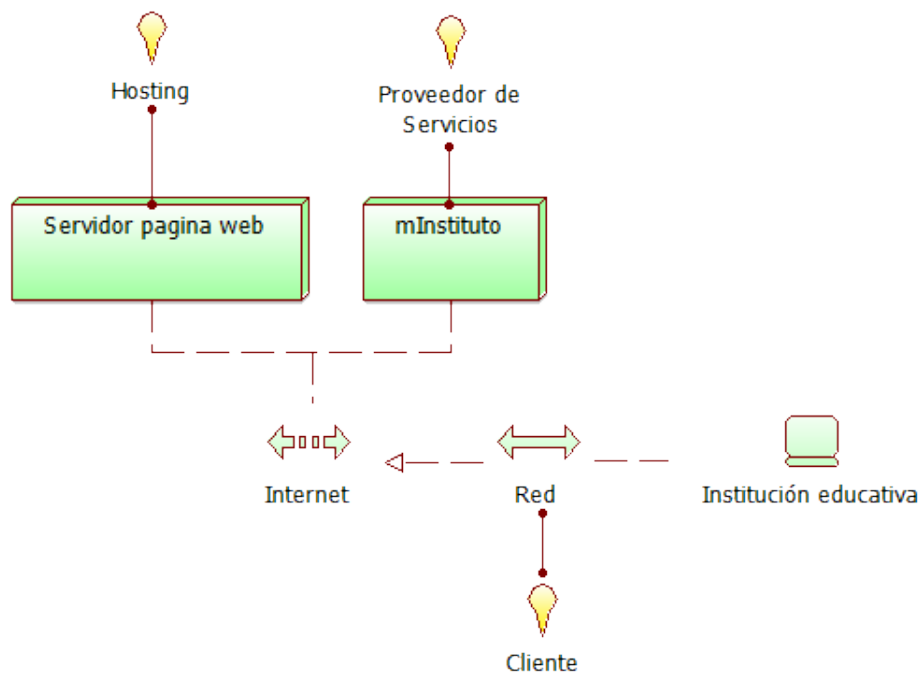 Hosting
Proveedor de
Servicios
Servidor pagina web
mInstituto
Internet
Red
Institución educativa
Cliente